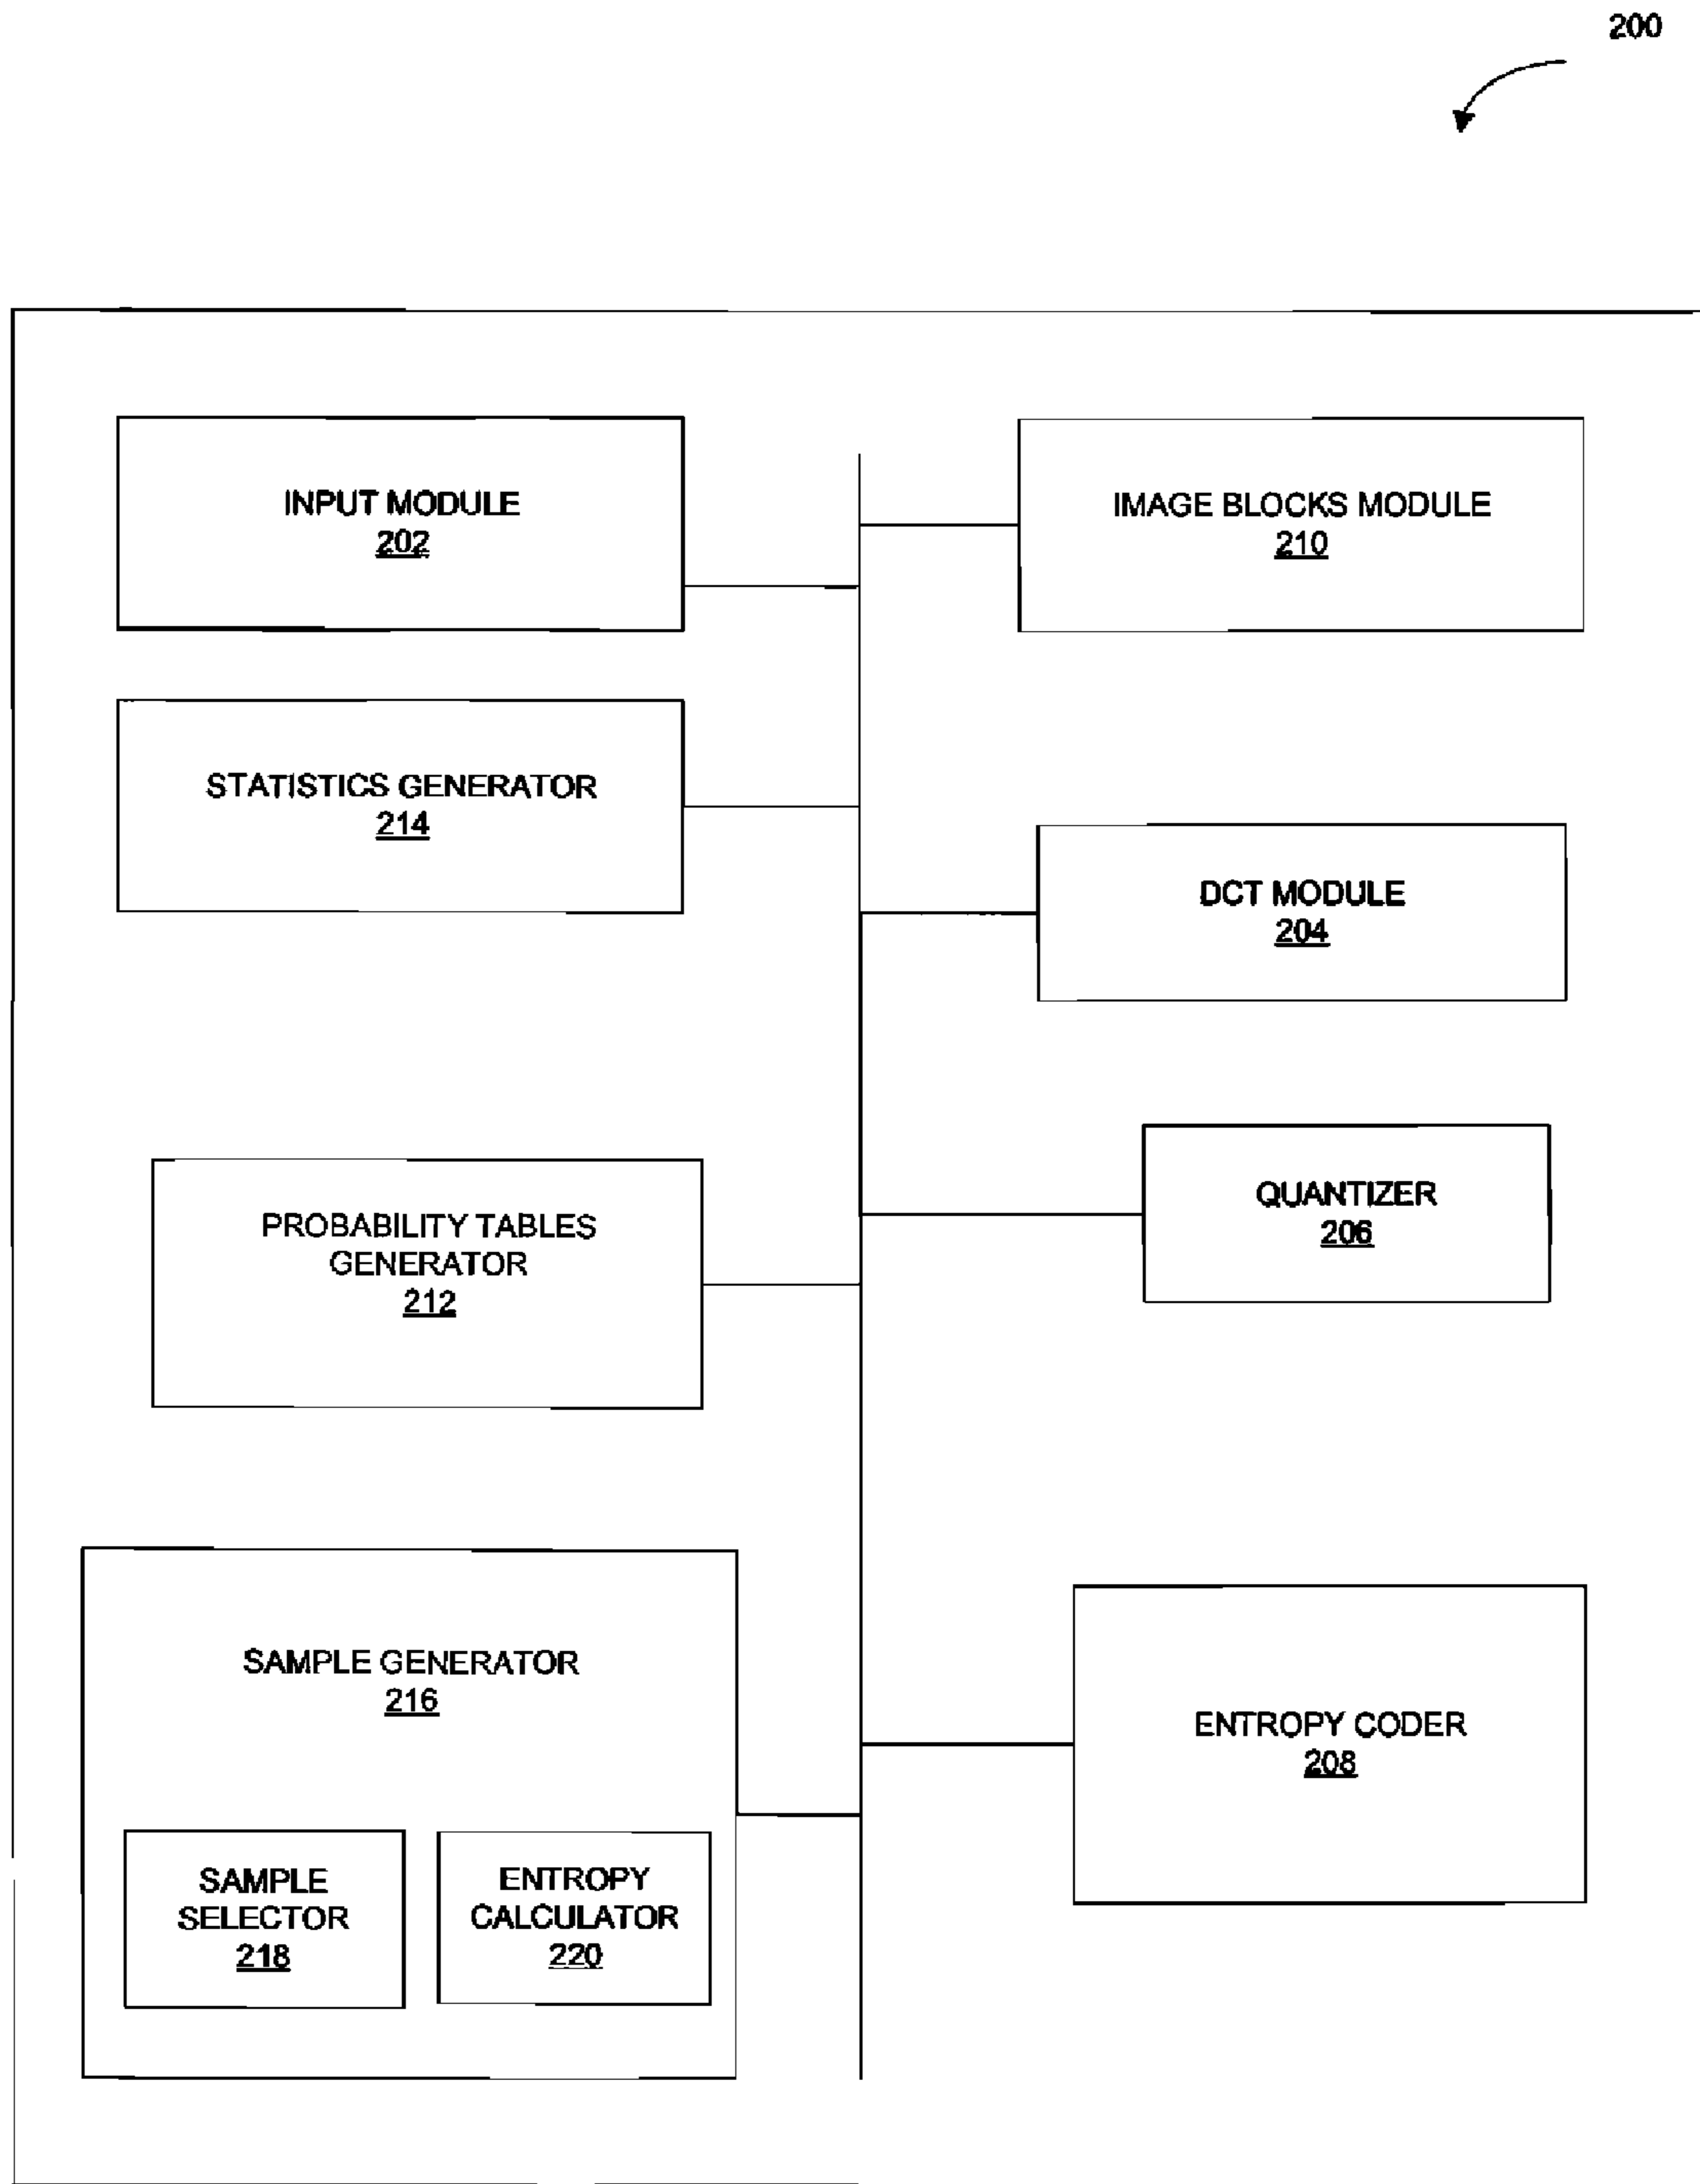 200
INPUT MODULE
202
IMAGE BLOCKS MODULE
210
STATISTICS GENERATOR
214
DCT MODULE
204
QUANTIZER
206
PROBABILITY TABLES
GENERATOR
212
SAMPLE GENERATOR
216
ENTROPY CODER
208
SAMPLE
SELECTOR
218
ENTROPY
CALCULATOR
220